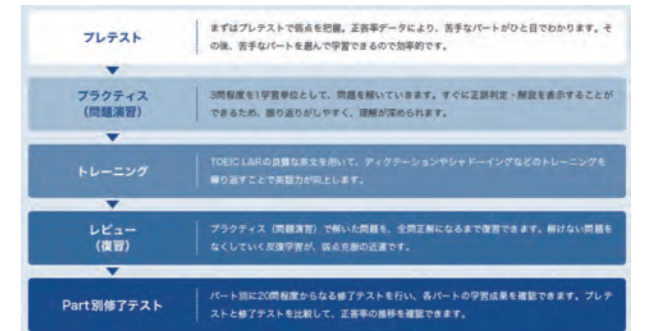 プレテスト
まずはプレテストで弱点を把握。正答率データにより、苦手なパートがひと目でわかります。そ
の後、苦手なパートを選んで学習できるので効率的です。
プラクティス
（問題演習）
3問程度を1学習単位として、問題を解いていきます。すぐに正誤判定・解説を表示することが
できるため、振り返りがしやすく、理解が深められます。
トレーニング
TOEIC L&Rの良質な英文を用いて、ディクテーションやシャドーイングなどのトレーニングを
繰り返すことで英語力が向上します。
レビュー
（復習）
プラクティス（問題演習）で解いた問題を、全問正解になるまで復習できます。解けない問題を
なくしていく反復学習が、弱点克服の近道です。
Part別修了テスト
パート別に20問程度からなる修了テストを行い、各パートの学習成果を確認できます。プレテ
ストと修了テストを比較して、正答率の推移を確認できます。